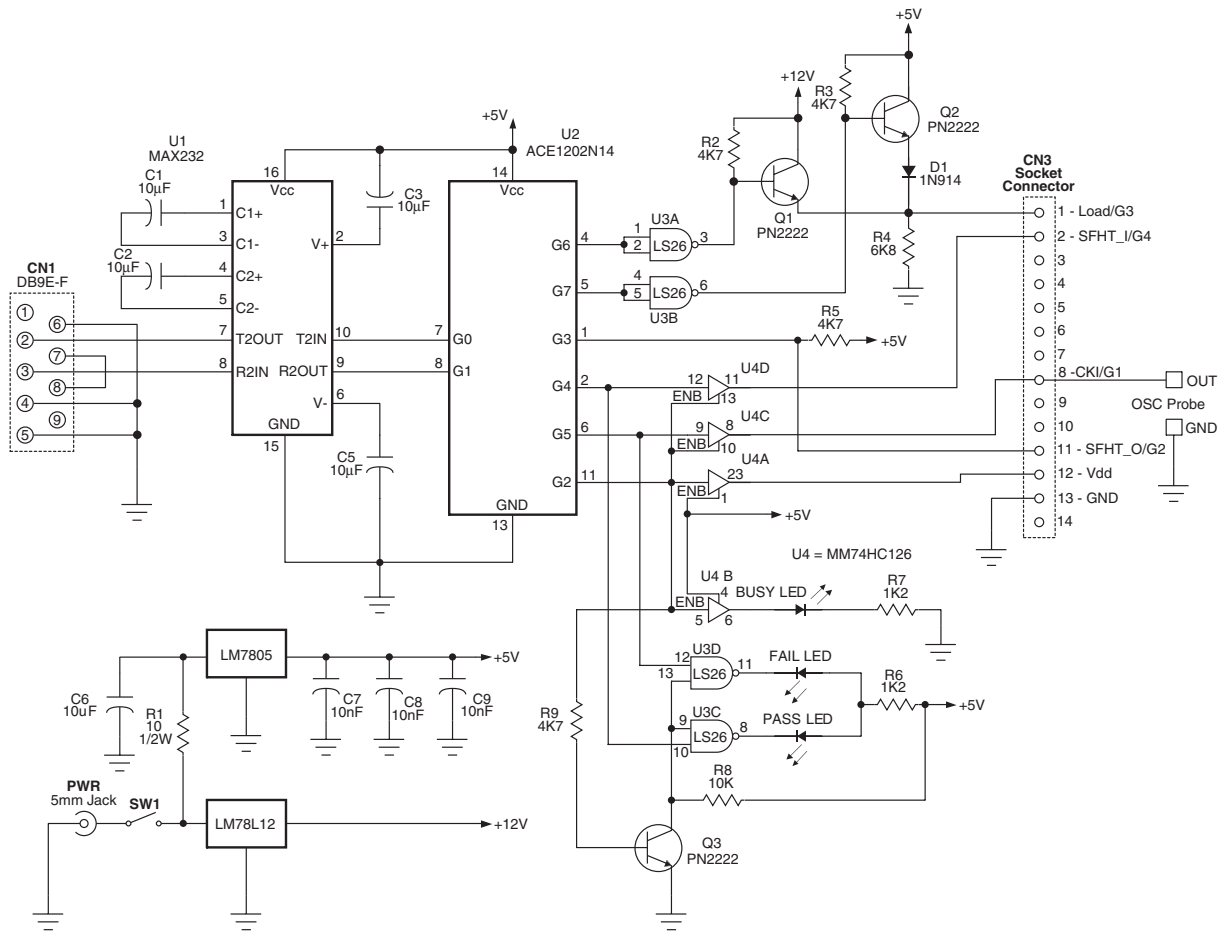 +5V
+12V
R3
4K7
Q2
PN2222
D1
1N914
R2
4K7
Q1
PN2222
R4
6K8
+5V
U2
ACE1202N14
U1
MAX232
C1
10µF
C2
10µF
C3
10µF
C5
10µF
16
Vcc
1
C1+
3
C1-
4
C2+
5
C2-
7
T2OUT
8
R2IN
V+
2
T2IN
10
R2OUT
9
V-
6
GND
15
CN1
DB9E-F
1
6
2
7
3
8
4
9
5
14
Vcc
7
G0
8
G1
G6
4
G7
5
G3
1
G4
2
G5
6
G2
11
GND
13
U3A
1
2
LS26
3
4
5
LS26
6
U3B
R5
4K7
+5V
U4D
12
11
ENB
13
U4C
9
8
ENB
10
U4A
23
ENB
1
+5V
CN3
Socket
Connector
1 - Load/G3
2 - SFHT_I/G4
3
4
5
6
7
8 -CKI/G1
9
10
11 - SFHT_O/G2
12 - Vdd
13 - GND
14
OUT
OSC Probe
GND
U4 = MM74HC126
U4 B
4
ENB
5
6
BUSY LED
R7
1K2
U3D
12
13
LS26
11
FAIL LED
U3C
9
10
LS26
8
PASS LED
R6
1K2
+5V
R8
10K
R9
4K7
Q3
PN2222
LM7805
+5V
C6
10uF
R1
10
1/2W
C7
10nF
C8
10nF
C9
10nF
PWR
5mm Jack
SW1
LM78L12
+12V